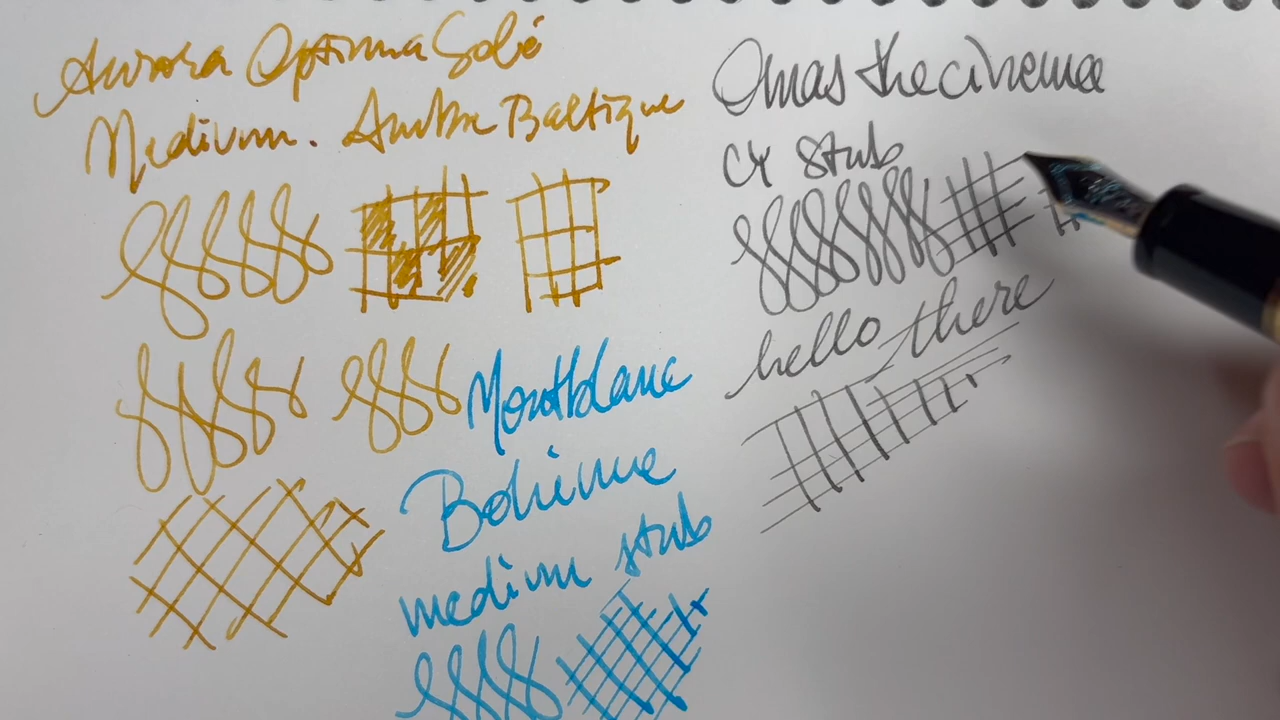 Aurora Optima Solé
Medium. Ambre Baltique
Montblanc
Bohème
medium stub
Omas the cinema
CY stub
hello there